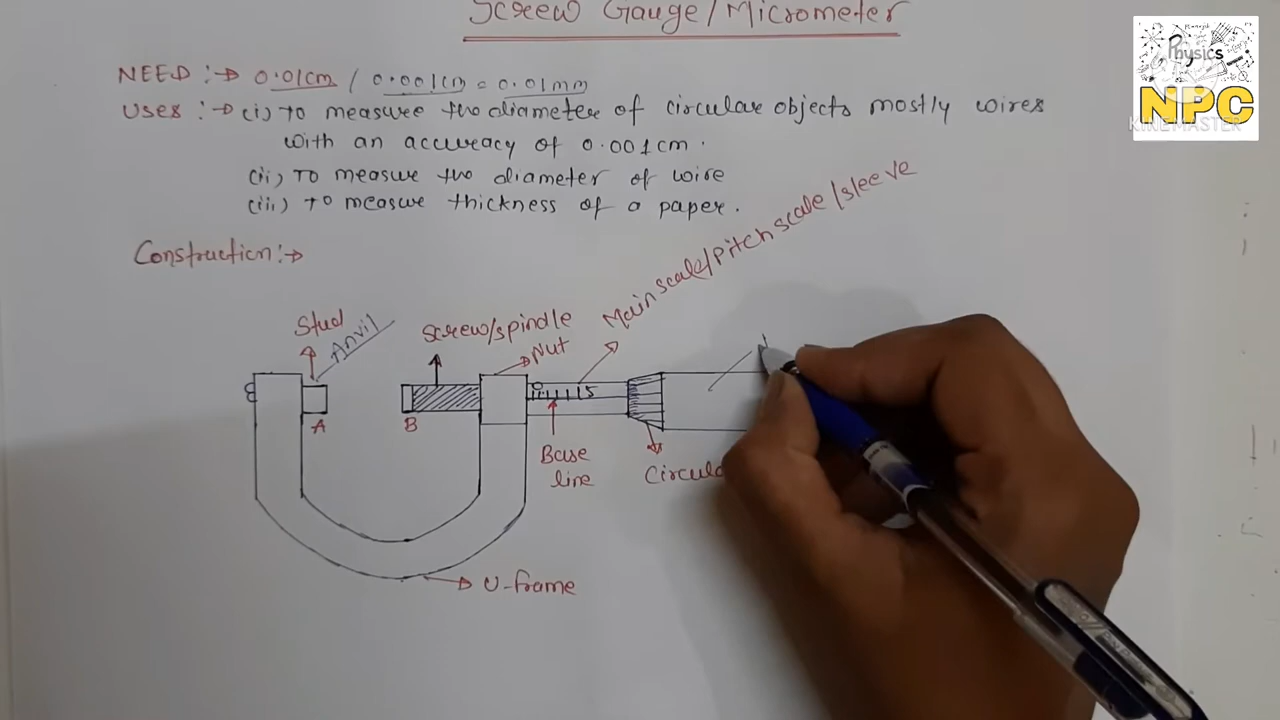 Screw Gauge/Micrometer
NEED :→ 0.01cm / 0.001cm = 0.01mm
Uses :→ (i) To measure the diameter of circular objects mostly wires
with an accuracy of 0.001cm.
(ii) To measure the diameter of wire
(iii) To measure thickness of a paper.
Construction :→
Main scale/Pitch scale/sleeve
Stud
Anvil
Screw/spindle
Nut
0 5
A
B
Base
line
Circula
U-frame
Physics
NPC
KINEMASTER